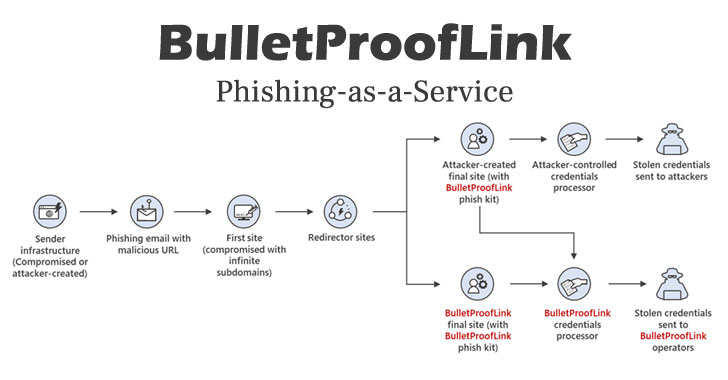 BulletProofLink
Phishing-as-a-Service
Attacker-created
final site (with
BulletProofLink
phish kit)
Attacker-controlled
credentials
processor
Stolen credentials
sent to attackers
Sender
infrastructure
(Compromised or
attacker-created)
Phishing email with
malicious URL
First site
(compromised with
infinite
subdomains)
Redirector sites
BulletProofLink
final site (with
BulletProofLink
phish kit)
BulletProofLink
credentials
processor
Stolen credentials
sent to
BulletProofLink
operators